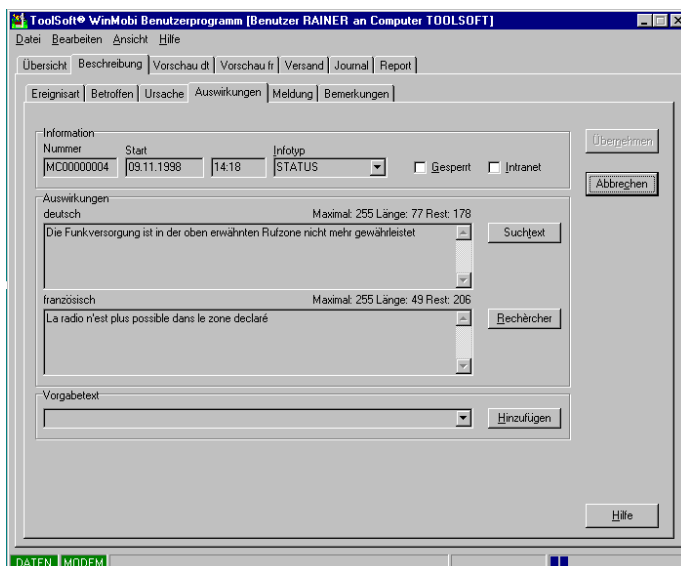 ToolSoft® WinMobi Benutzerprogramm [Benutzer RAINER an Computer TOOLSOFT]
Datei Bearbeiten Ansicht Hilfe
Übersicht Beschreibung Vorschau dt Vorschau fr Versand Journal Report
Ereignisart Betroffen Ursache Auswirkungen Meldung Bemerkungen
Information
Nummer Start Infotyp
MC00000004 09.11.1998 14:18 STATUS Gesperrt Intranet
Übernehmen
Abbrechen
Auswirkungen
deutsch Maximal: 255 Länge: 77 Rest: 178
Die Funkversorgung ist in der oben erwähnten Rufzone nicht mehr gewährleistet
Suchtext
französisch Maximal: 255 Länge: 49 Rest: 206
La radio n'est plus possible dans le zone declaré
Rechèrcher
Vorgabetext
Hinzufügen
Hilfe
DATEN MODEM